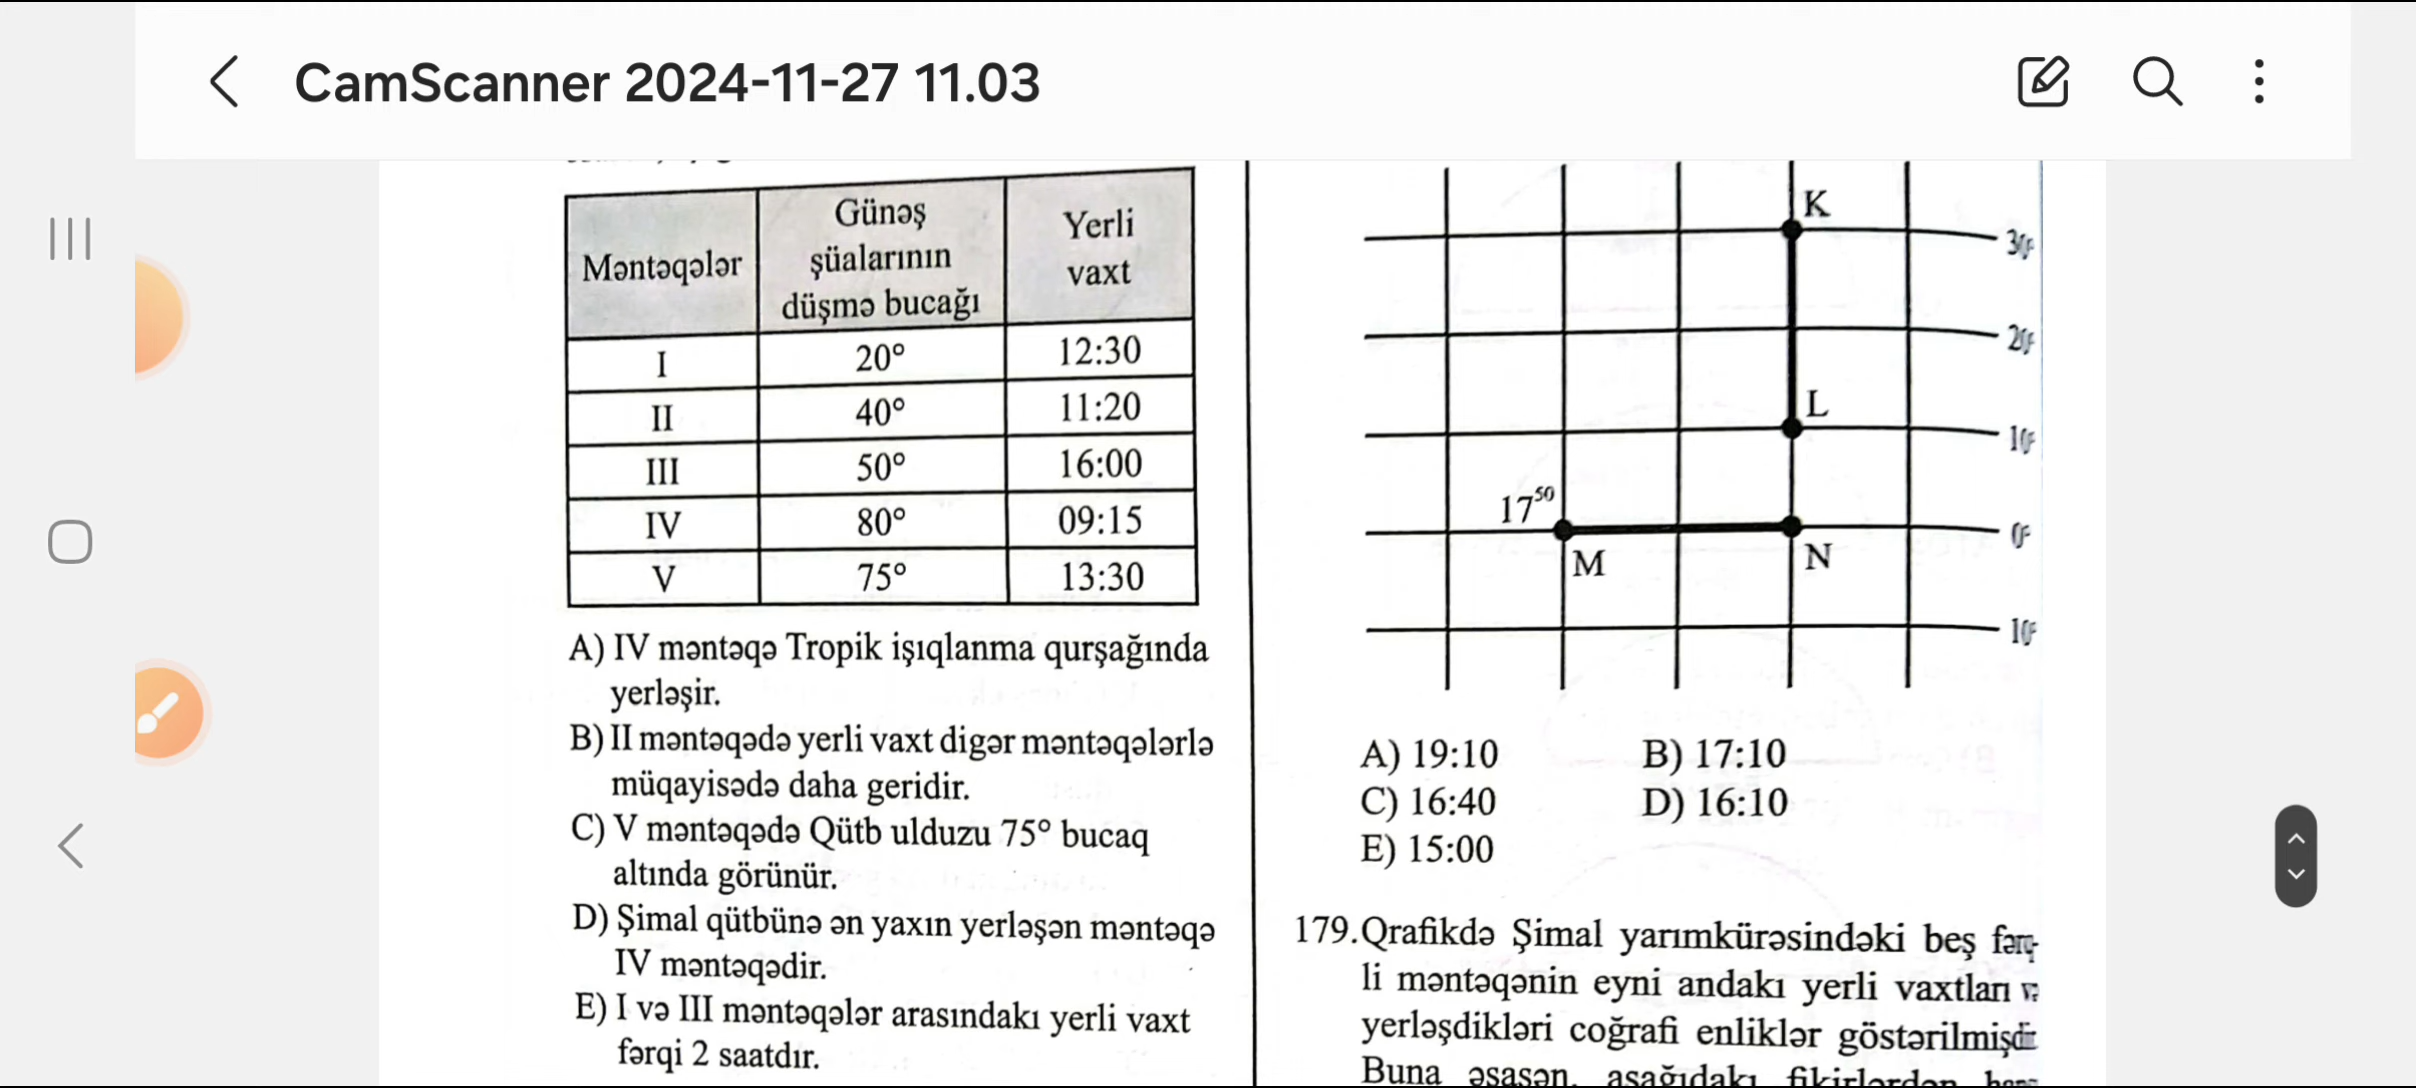 CamScanner 2024-11-27 11.03
Məntəqələr
Günəş
şüalarının
düşmə bucağı
Yerli
vaxt
I 20° 12:30
II 40° 11:20
III 50° 16:00
IV 80° 09:15
V 75° 13:30
A) IV məntəqə Tropik işıqlanma qurşağında
yerləşir.
B) II məntəqədə yerli vaxt digər məntəqələrlə
müqayisədə daha geridir.
C) V məntəqədə Qütb ulduzu 75° bucaq
altında görünür.
D) Şimal qütbünə ən yaxın yerləşən məntəqə
IV məntəqədir.
E) I və III məntəqələr arasındakı yerli vaxt
fərqi 2 saatdır.
K
L
17⁵⁰
M
N
A) 19:10 B) 17:10
C) 16:40 D) 16:10
E) 15:00
179. Qrafikdə Şimal yarımkürəsindəki beş fərq-
li məntəqənin eyni andakı yerli vaxtları
yerləşdikləri coğrafi enliklər göstərilmişdir
Buna əsasən, aşağıdakı fikirlərdən